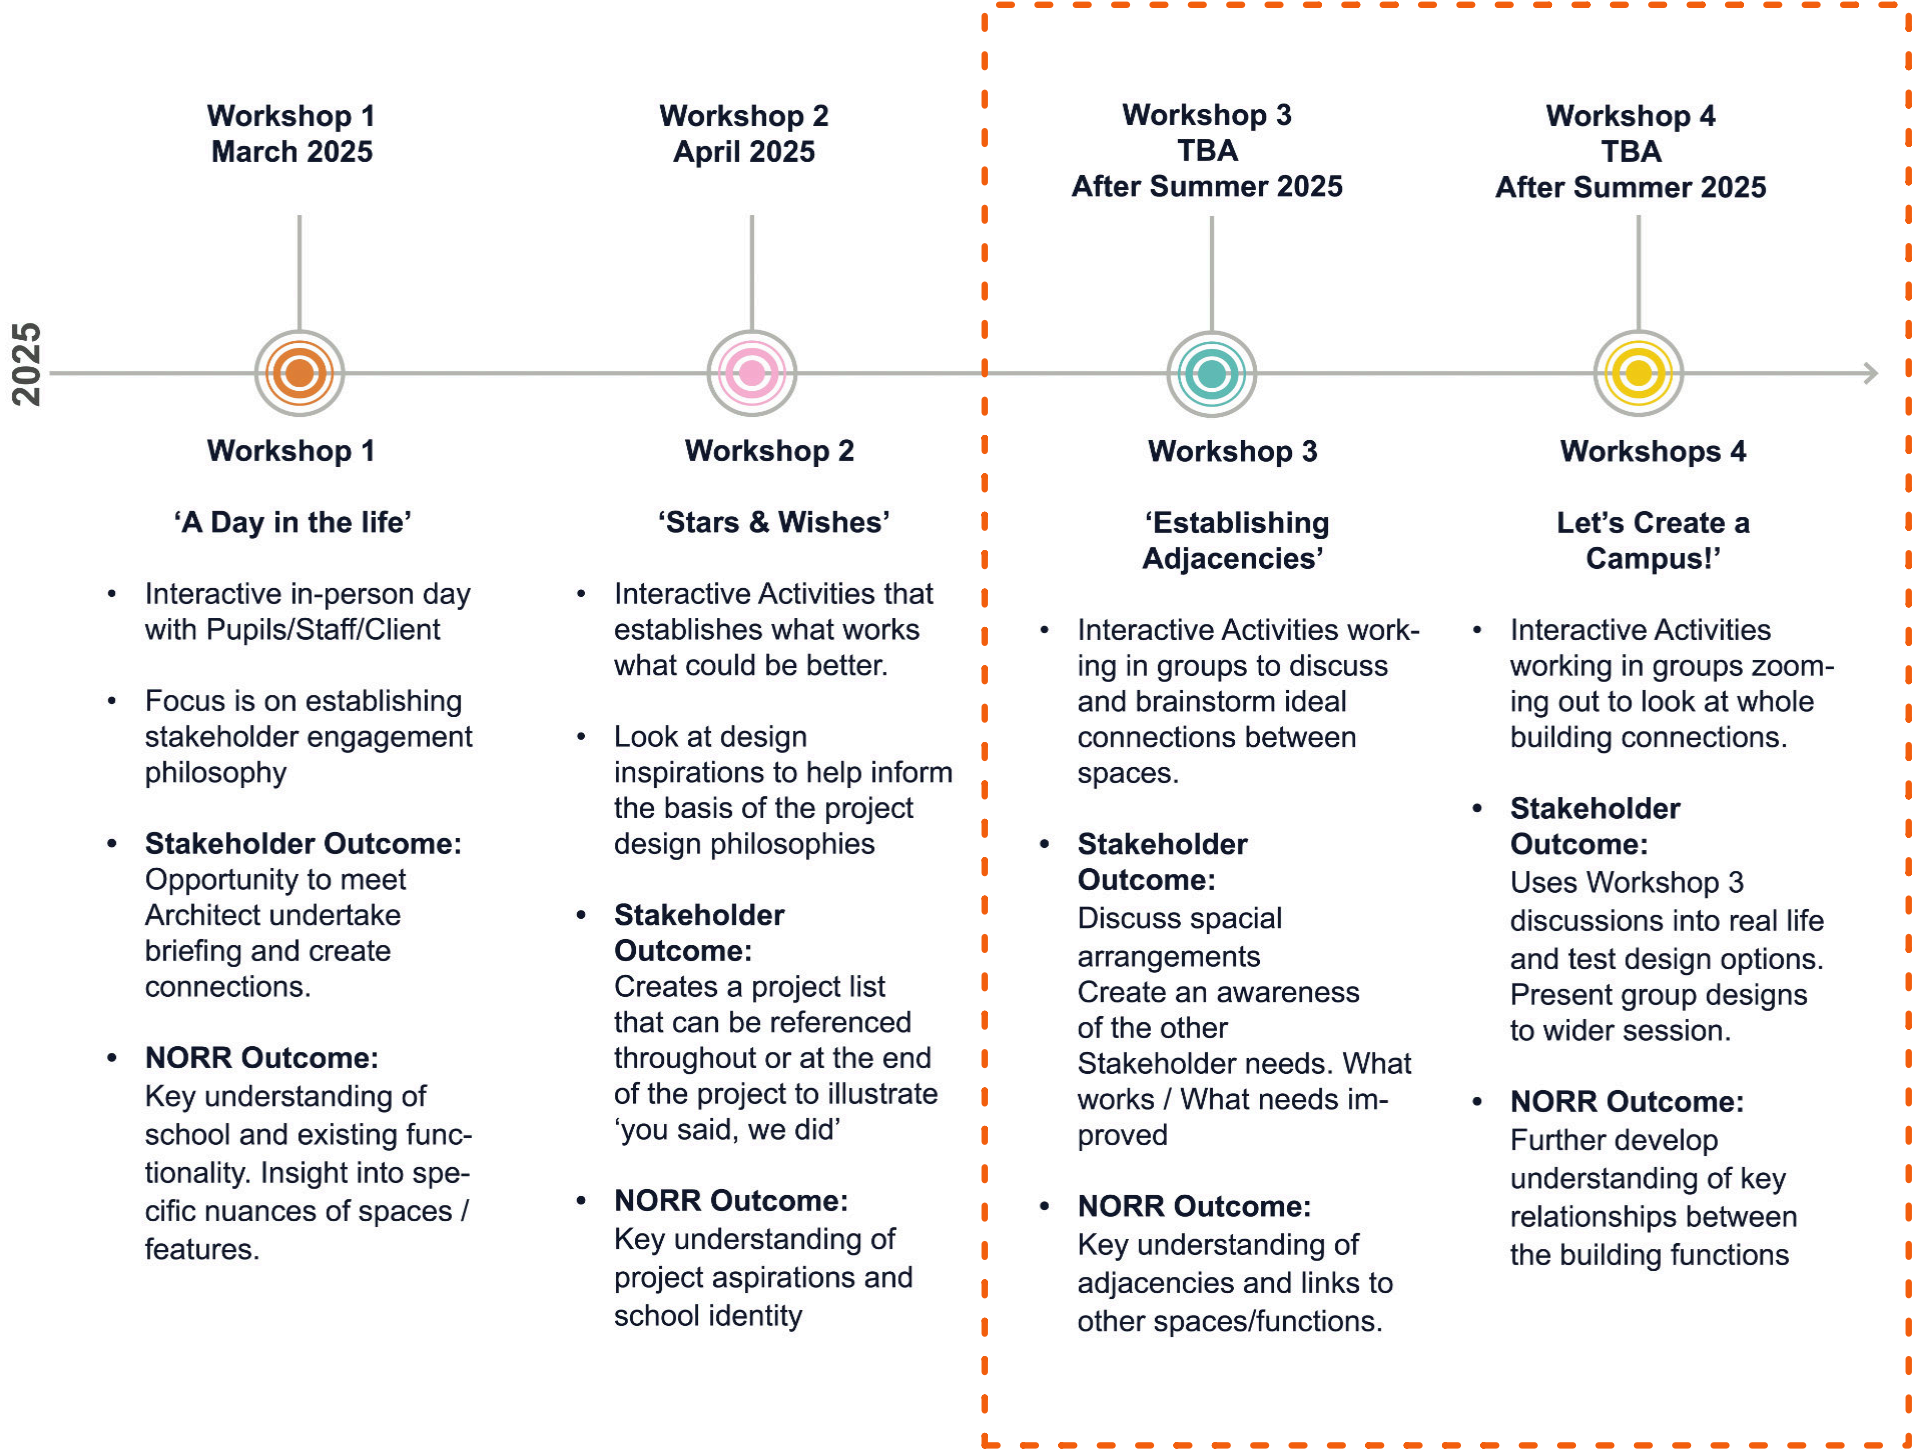 2025
Workshop 1
March 2025
Workshop 2
April 2025
Workshop 3
TBA
After Summer 2025
Workshop 4
TBA
After Summer 2025
Workshop 1
‘A Day in the life’
• Interactive in-person day
with Pupils/Staff/Client
• Focus is on establishing
stakeholder engagement
philosophy
• Stakeholder Outcome:
Opportunity to meet
Architect undertake
briefing and create
connections.
• NORR Outcome:
Key understanding of
school and existing func-
tionality. Insight into spe-
cific nuances of spaces /
features.
Workshop 2
‘Stars & Wishes’
• Interactive Activities that
establishes what works
what could be better.
• Look at design
inspirations to help inform
the basis of the project
design philosophies
• Stakeholder
Outcome:
Creates a project list
that can be referenced
throughout or at the end
of the project to illustrate
‘you said, we did’
• NORR Outcome:
Key understanding of
project aspirations and
school identity
Workshop 3
‘Establishing
Adjacencies’
• Interactive Activities work-
ing in groups to discuss
and brainstorm ideal
connections between
spaces.
• Stakeholder
Outcome:
Discuss spacial
arrangements
Create an awareness
of the other
Stakeholder needs. What
works / What needs im-
proved
• NORR Outcome:
Key understanding of
adjacencies and links to
other spaces/functions.
Workshops 4
Let’s Create a
Campus!’
• Interactive Activities
working in groups zoom-
ing out to look at whole
building connections.
• Stakeholder
Outcome:
Uses Workshop 3
discussions into real life
and test design options.
Present group designs
to wider session.
• NORR Outcome:
Further develop
understanding of key
relationships between
the building functions